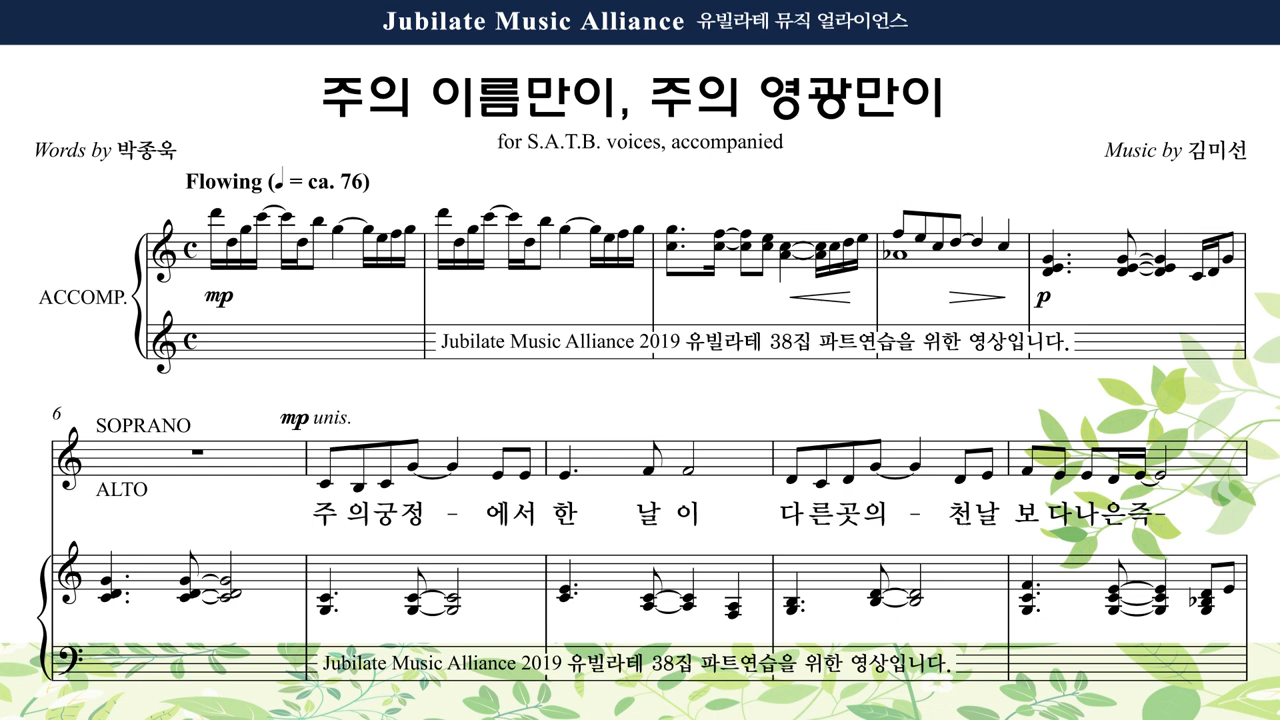 Jubilate Music Alliance 유빌라테 뮤직 얼라이언스
주의 이름만이, 주의 영광만이
for S.A.T.B. voices, accompanied
Words by 박종욱
Music by 김미선
Flowing (♩ = ca. 76)
mp
p
ACCOMP.
Jubilate Music Alliance 2019 유빌라테 38집 파트연습을 위한 영상입니다.
6
SOPRANO
mp unis.
ALTO
주 의궁정 - 에서 한 날 이 다른곳의 - 천날 보다나은즉-
Jubilate Music Alliance 2019 유빌라테 38집 파트연습을 위한 영상입니다.